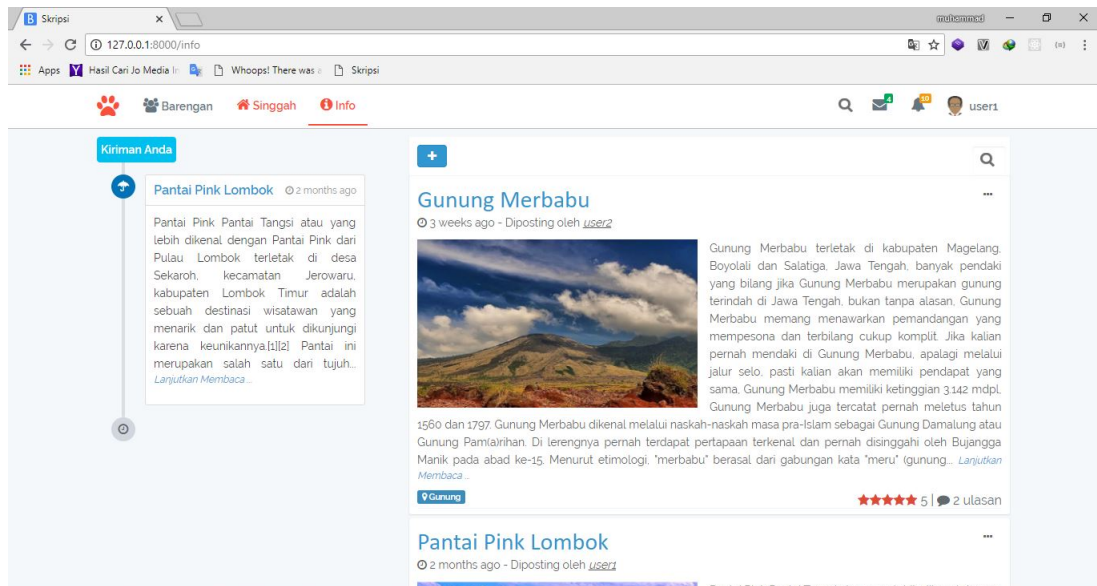 Skripsi
muhammad
127.0.0.1:8000/info
Apps
Hasil Cari Jo Media In
Whoops! There was a
Skripsi
Barengan
Singgah
Info
4
10
user1
Kiriman Anda
Pantai Pink Lombok 2 months ago
Pantai Pink Pantai Tangsi atau yang
lebih dikenal dengan Pantai Pink dari
Pulau Lombok terletak di desa
Sekaroh, kecamatan Jerowaru,
kabupaten Lombok Timur adalah
sebuah destinasi wisatawan yang
menarik dan patut untuk dikunjungi
karena keunikannya.[1][2] Pantai ini
merupakan salah satu dari tujuh...
Lanjutkan Membaca ...
+
Gunung Merbabu
3 weeks ago - Diposting oleh user2
Gunung Merbabu terletak di kabupaten Magelang,
Boyolali dan Salatiga, Jawa Tengah, banyak pendaki
yang bilang jika Gunung Merbabu merupakan gunung
terindah di Jawa Tengah, bukan tanpa alasan, Gunung
Merbabu memang menawarkan pemandangan yang
mempesona dan terbilang cukup komplit. Jika kalian
pernah mendaki di Gunung Merbabu, apalagi melalui
jalur selo, pasti kalian akan memiliki pendapat yang
sama, Gunung Merbabu memiliki ketinggian 3.142 mdpl.
Gunung Merbabu juga tercatat pernah meletus tahun
1560 dan 1797. Gunung Merbabu dikenal melalui naskah-naskah masa pra-Islam sebagai Gunung Damalung atau
Gunung Pam(a)rihan. Di lerengnya pernah terdapat pertapaan terkenal dan pernah disinggahi oleh Bujangga
Manik pada abad ke-15. Menurut etimologi, "merbabu" berasal dari gabungan kata "meru" (gunung... Lanjutkan
Membaca ...
Gunung
5 | 2 ulasan
Pantai Pink Lombok
2 months ago - Diposting oleh user1